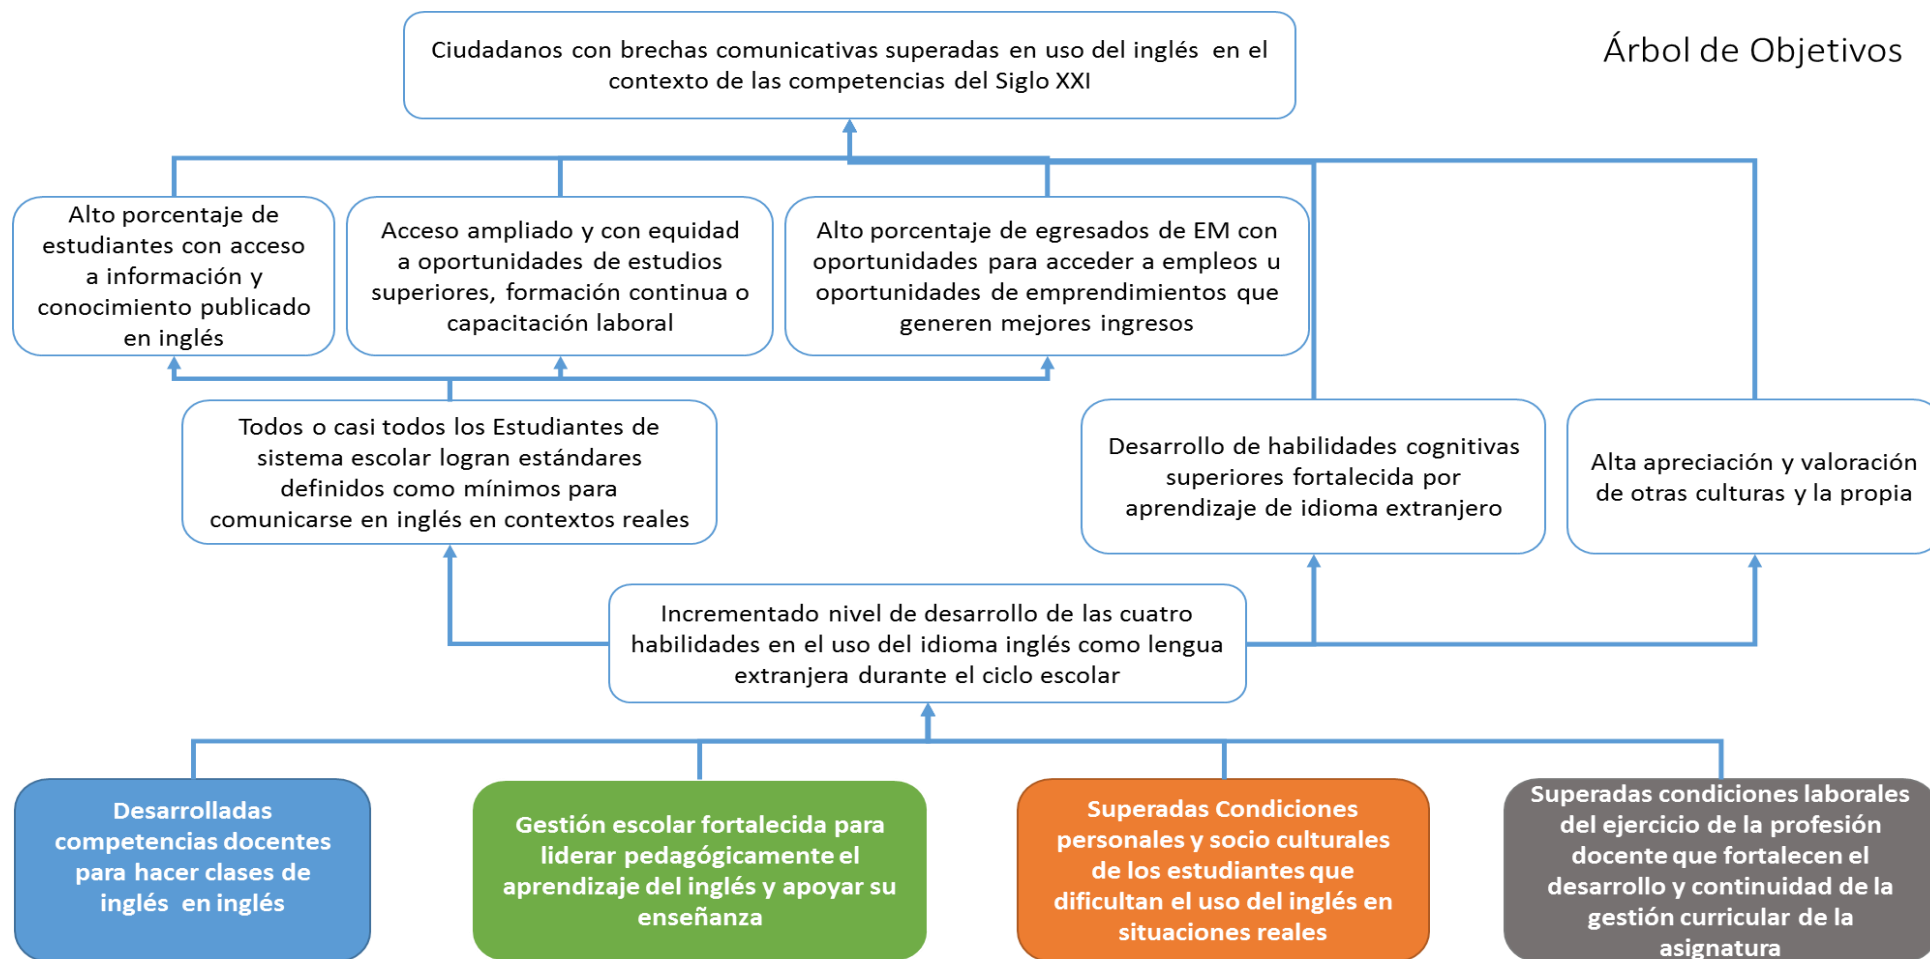 Árbol de Objetivos
Ciudadanos con brechas comunicativas superadas en uso del inglés en el
contexto de las competencias del Siglo XXI
Alto porcentaje de
estudiantes con acceso
a información y
conocimiento publicado
en inglés
Acceso ampliado y con equidad
a oportunidades de estudios
superiores, formación continua o
capacitación laboral
Alto porcentaje de egresados de EM con
oportunidades para acceder a empleos u
oportunidades de emprendimientos que
generen mejores ingresos
Todos o casi todos los Estudiantes de
sistema escolar logran estándares
definidos como mínimos para
comunicarse en inglés en contextos reales
Desarrollo de habilidades cognitivas
superiores fortalecida por
aprendizaje de idioma extranjero
Alta apreciación y valoración
de otras culturas y la propia
Incrementado nivel de desarrollo de las cuatro
habilidades en el uso del idioma inglés como lengua
extranjera durante el ciclo escolar
Desarrolladas
competencias docentes
para hacer clases de
inglés en inglés
Gestión escolar fortalecida para
liderar pedagógicamente el
aprendizaje del inglés y apoyar su
enseñanza
Superadas Condiciones
personales y socio culturales
de los estudiantes que
dificultan el uso del inglés en
situaciones reales
Superadas condiciones laborales
del ejercicio de la profesión
docente que fortalecen el
desarrollo y continuidad de la
gestión curricular de la
asignatura